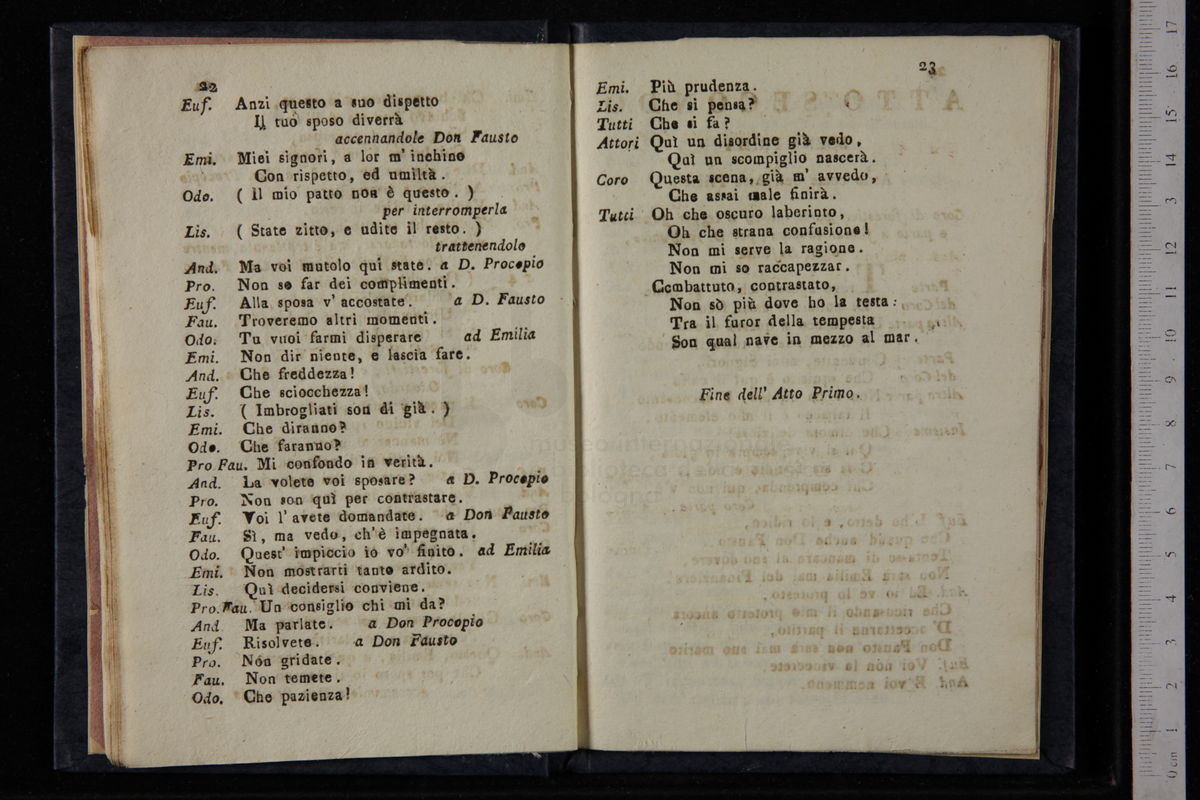 22
Euf. Anzi questo a suo dispetto
Il tuo sposo diverrà
accennandole Don Fausto
Emi. Miei signori, a lor m' inchino
Con rispetto, ed umiltà.
Odo. ( Il mio patto non è questo. )
per interromperla
Lis. ( State zitto, e udite il resto. )
trattenendolo
And. Ma voi mutolo qui state. a D. Procopio
Pro. Non so far dei complimenti.
Euf. Alla sposa v' accostate. a D. Fausto
Fau. Troveremo altri momenti.
Odo. Tu vuoi farmi disperare ad Emilia
Emi. Non dir niente, e lascia fare.
And. Che freddezza!
Euf. Che sciocchezza!
Lis. ( Imbrogliati son di già. )
Emi. Che diranno?
Odo. Che faranno?
Pro Fau. Mi confondo in verità.
And. La volete voi sposare? a D. Procopio
Pro. Non son quì per contrastare.
Euf. Voi l' avete domandate. a Don Fausto
Fau. Sì, ma vedo, ch' è impegnata.
Odo. Quest' impiccio io vo' finito. ad Emilia
Emi. Non mostrarti tanto ardito.
Lis. Quì decidersi conviene.
Pro. Fau. Un consiglio chi mi da?
And Ma parlate. a Don Procopio
Euf. Risolvete. a Don Fausto
Pro. Nòn gridate.
Fau. Non temete.
Odo. Che pazienza!
23
Emi. Più prudenza.
Lis. Che si pensa?
Tutti Che si fa?
Attori Quì un disordine già vedo,
Quì un scompiglio nascerà.
Coro Questa scena, già m' avvedo,
Che assai male finirà.
Tutti Oh che oscuro laberinto,
Oh che strana confusione!
Non mi serve la ragione.
Non mi so raccapezzar.
Combattuto, contrastato,
Non sò più dove ho la testa:
Tra il furor della tempesta
Son qual nave in mezzo al mar.
Fine dell' Atto Primo.
museo internazionale
biblioteca della musica
bologna